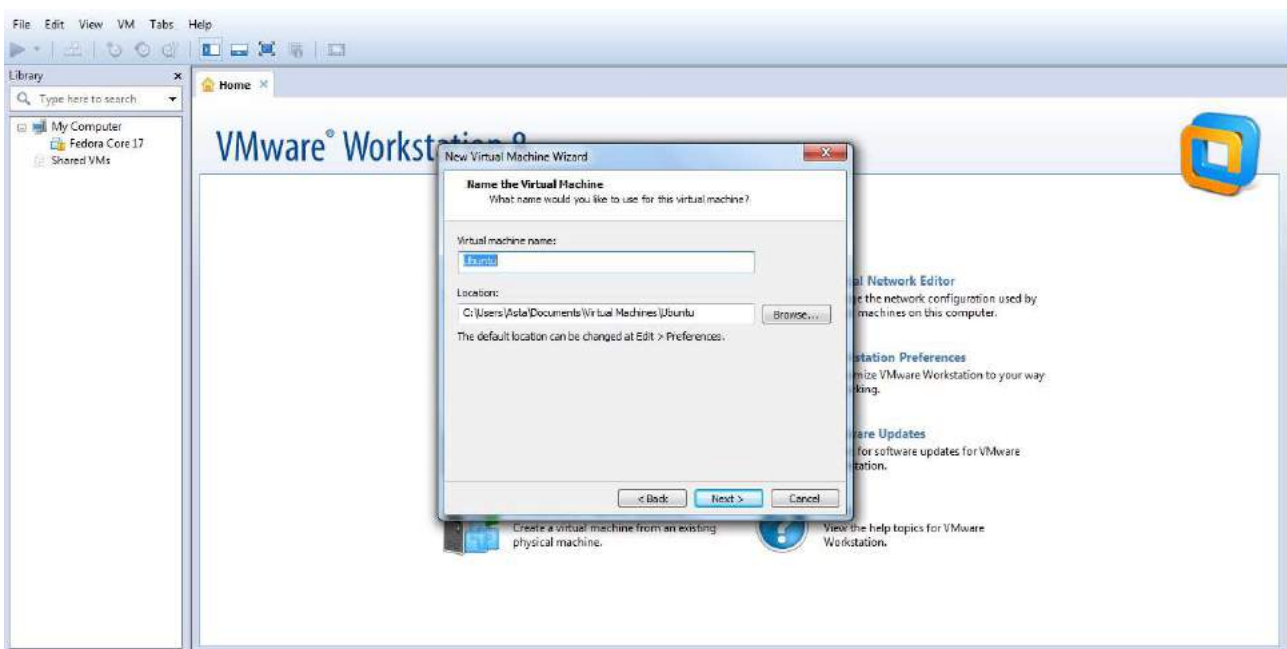 File Edit View VM Tabs Help
Library
Home
Type here to search
My Computer
Fedora Core 17
Shared VMs
VMware® Workst
New Virtual Machine Wizard
Name the Virtual Machine
What name would you like to use for this virtual machine?
Virtual machine name:
Ubuntu
Location:
C:\Users\Asta\Documents\Virtual Machines\Ubuntu
Browse...
The default location can be changed at Edit > Preferences.
< Back Next > Cancel
al Network Editor
e the network configuration used by
machines on this computer.
station Preferences
mize VMware Workstation to your way
king.
are Updates
for software updates for VMware
tation.
Create a virtual machine from an existing
physical machine.
View the help topics for VMware
Workstation.